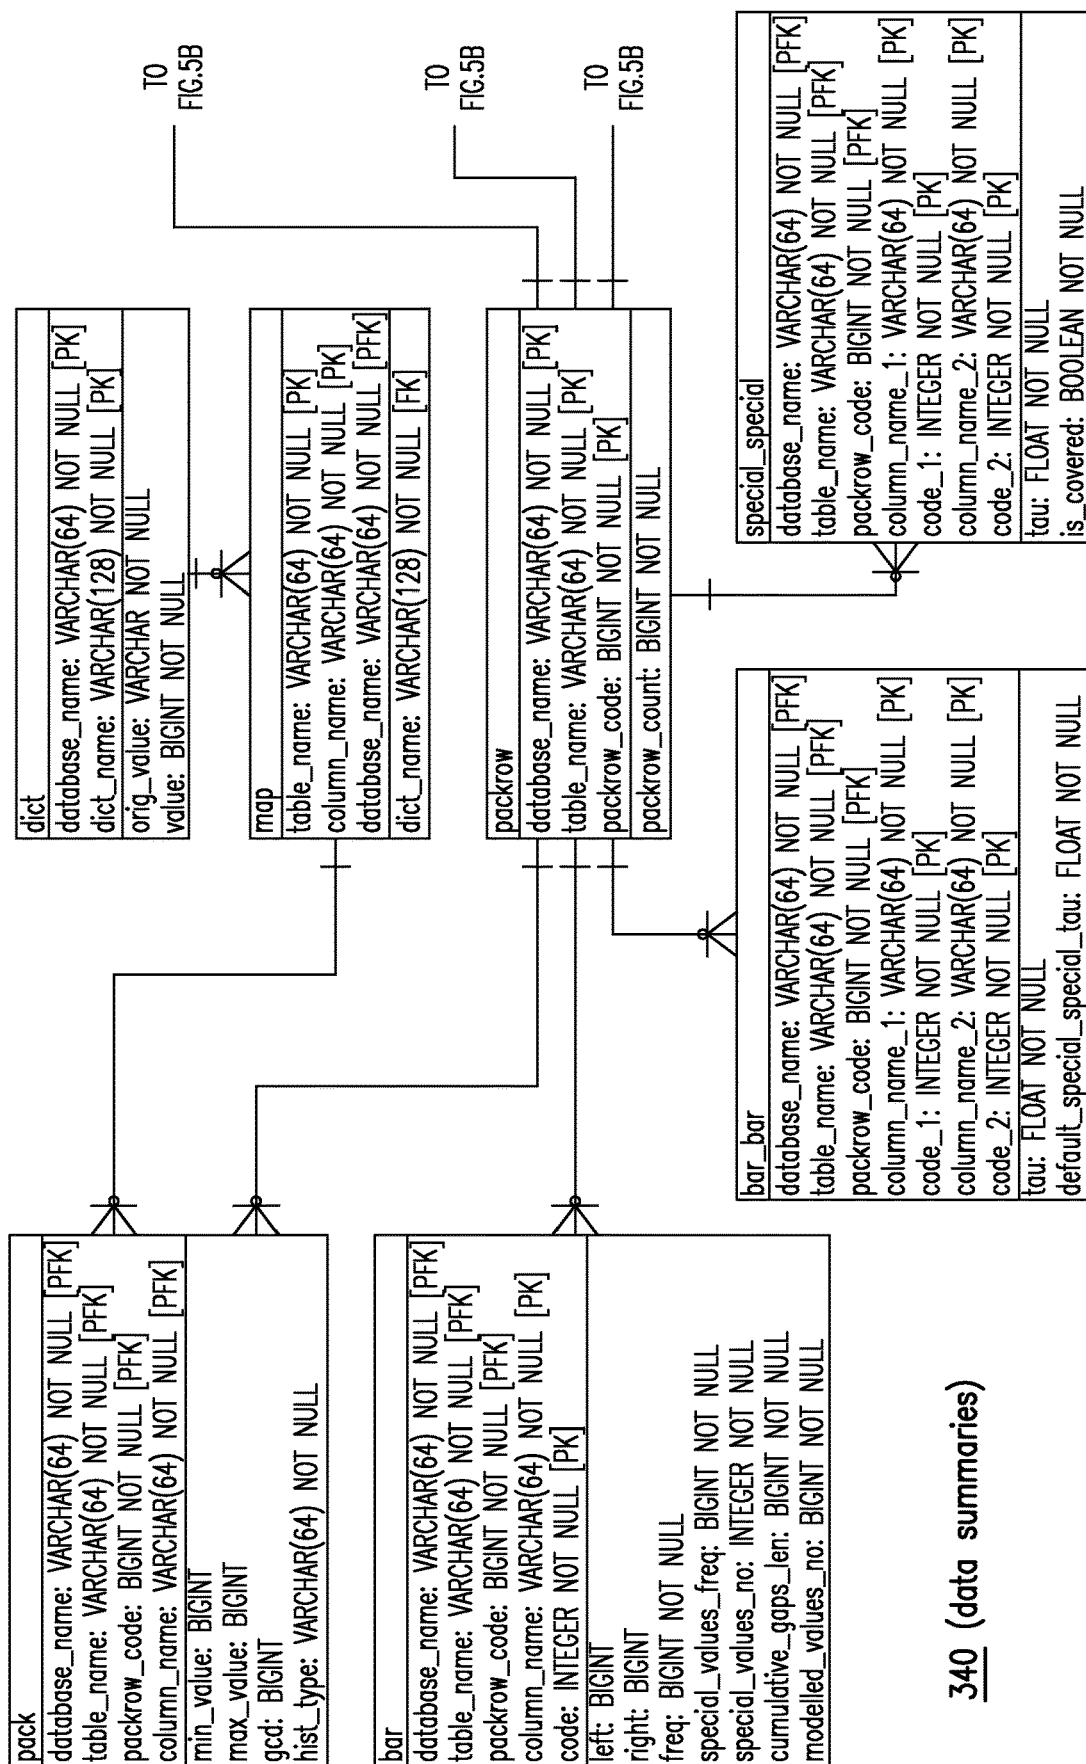 pack
database_name: VARCHAR(64) NOT NULL [PFK]
table_name: VARCHAR(64) NOT NULL [PFK]
packrow_code: BIGINT NOT NULL [PFK]
column_name: VARCHAR(64) NOT NULL [PFK]
min_value: BIGINT
max_value: BIGINT
gcd: BIGINT
hist_type: VARCHAR(64) NOT NULL
bar
database_name: VARCHAR(64) NOT NULL [PFK]
table_name: VARCHAR(64) NOT NULL [PFK]
packrow_code: BIGINT NOT NULL [PFK]
column_name: VARCHAR(64) NOT NULL [PK]
code: INTEGER NOT NULL [PK]
left: BIGINT
right: BIGINT
freq: BIGINT NOT NULL
special_values_freq: BIGINT NOT NULL
special_values_no: INTEGER NOT NULL
cumulative_gaps_len: BIGINT NOT NULL
modelled_values_no: BIGINT NOT NULL
dict
database_name: VARCHAR(64) NOT NULL [PK]
dict_name: VARCHAR(128) NOT NULL [PK]
orig_value: VARCHAR NOT NULL
value: BIGINT NOT NULL
map
table_name: VARCHAR(64) NOT NULL [PK]
column_name: VARCHAR(64) NOT NULL [PK]
database_name: VARCHAR(64) NOT NULL [PFK]
dict_name: VARCHAR(128) NOT NULL [FK]
packrow
database_name: VARCHAR(64) NOT NULL [PK]
table_name: VARCHAR(64) NOT NULL [PK]
packrow_code: BIGINT NOT NULL [PK]
packrow_count: BIGINT NOT NULL
bar_bar
database_name: VARCHAR(64) NOT NULL [PFK]
table_name: VARCHAR(64) NOT NULL [PFK]
packrow_code: BIGINT NOT NULL [PFK]
column_name_1: VARCHAR(64) NOT NULL [PK]
code_1: INTEGER NOT NULL [PK]
column_name_2: VARCHAR(64) NOT NULL [PK]
code_2: INTEGER NOT NULL [PK]
tau: FLOAT NOT NULL
default_special_special_tau: FLOAT NOT NULL
special_special
database_name: VARCHAR(64) NOT NULL [PFK]
table_name: VARCHAR(64) NOT NULL [PFK]
packrow_code: BIGINT NOT NULL [PFK]
column_name_1: VARCHAR(64) NOT NULL [PK]
code_1: INTEGER NOT NULL [PK]
column_name_2: VARCHAR(64) NOT NULL [PK]
code_2: INTEGER NOT NULL [PK]
tau: FLOAT NOT NULL
is_covered: BOOLEAN NOT NULL
TO
FIG.5B
TO
FIG.5B
TO
FIG.5B
340 (data summaries)